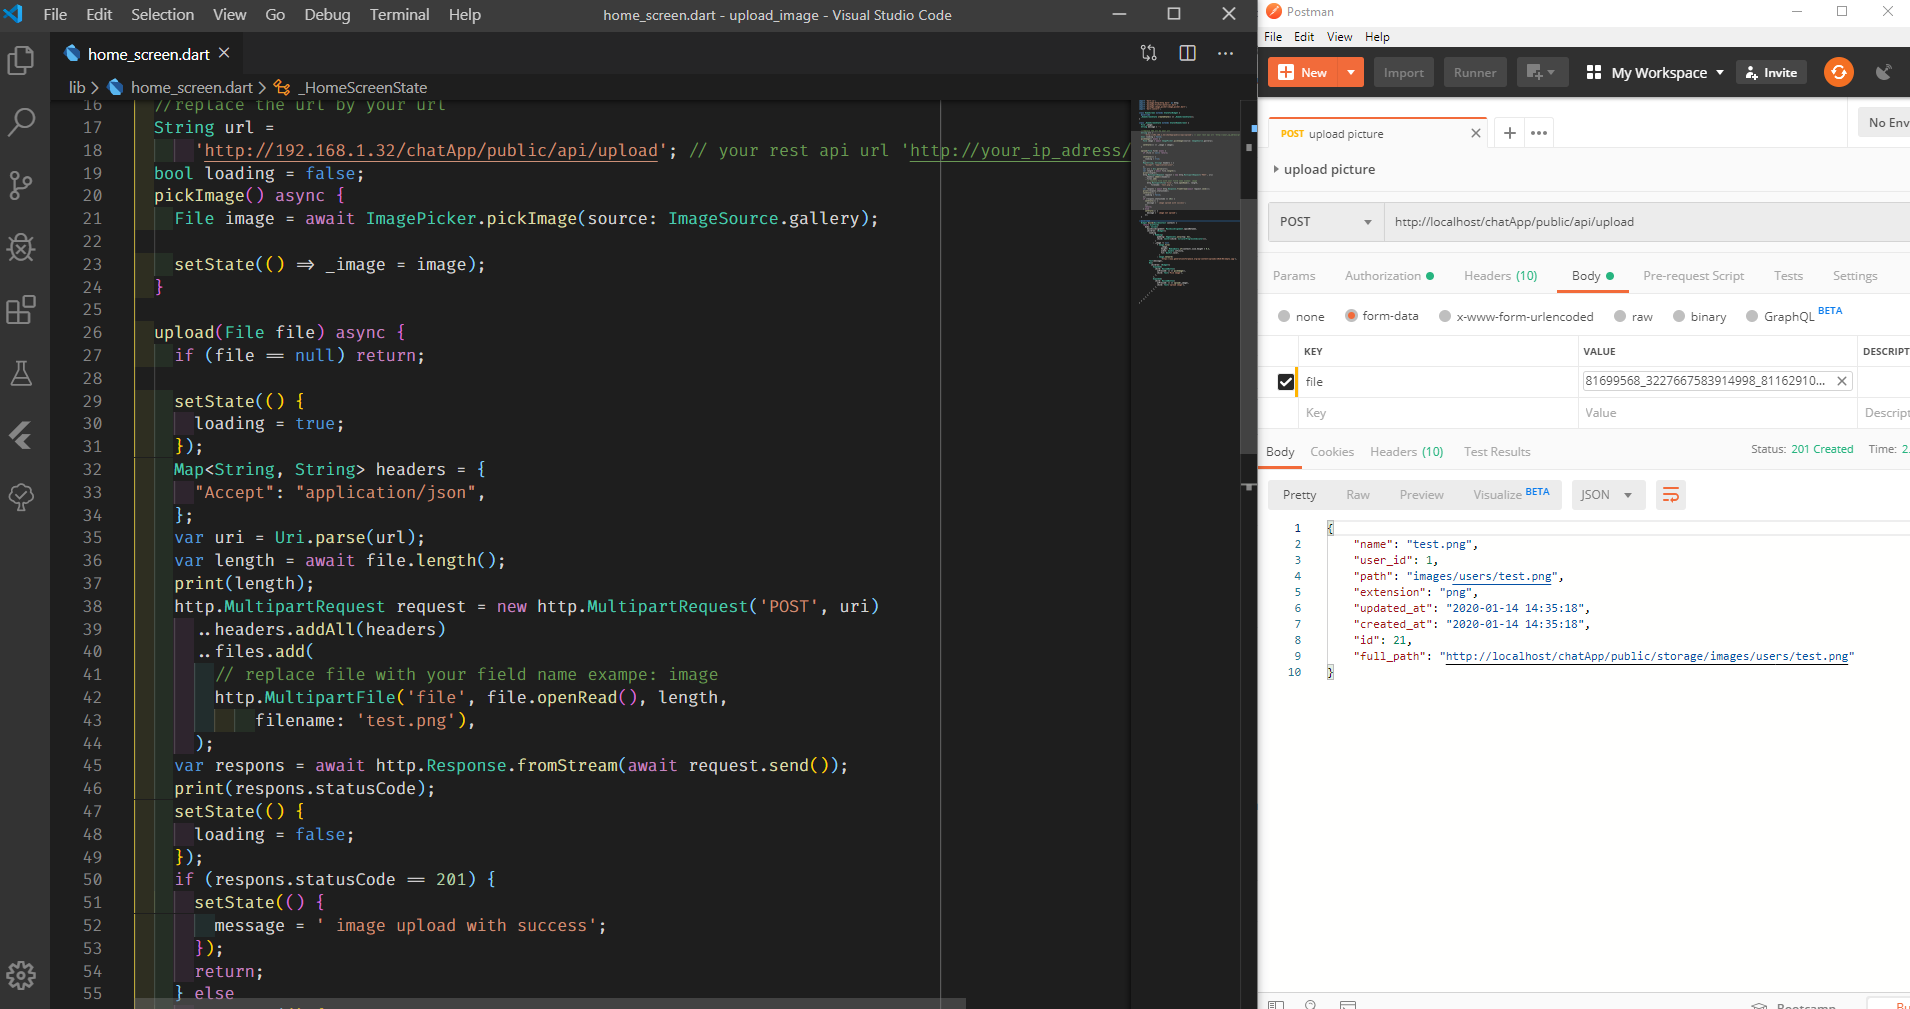 File Edit Selection View Go Debug Terminal Help home_screen.dart - upload_image - Visual Studio Code
home_screen.dart
lib > home_screen.dart > _HomeScreenState
16 //replace the url by your url
17 String url =
18 'http://192.168.1.32/chatApp/public/api/upload'; // your rest api url 'http://your_ip_adress/
19 bool loading = false;
20 pickImage() async {
21 File image = await ImagePicker.pickImage(source: ImageSource.gallery);
22
23 setState(() => _image = image);
24 }
25
26 upload(File file) async {
27 if (file == null) return;
28
29 setState(() {
30 loading = true;
31 });
32 Map<String, String> headers = {
33 "Accept": "application/json",
34 };
35 var uri = Uri.parse(url);
36 var length = await file.length();
37 print(length);
38 http.MultipartRequest request = new http.MultipartRequest('POST', uri)
39 ..headers.addAll(headers)
40 ..files.add(
41 // replace file with your field name exampe: image
42 http.MultipartFile('file', file.openRead(), length,
43 filename: 'test.png'),
44 );
45 var respons = await http.Response.fromStream(await request.send());
46 print(respons.statusCode);
47 setState(() {
48 loading = false;
49 });
50 if (respons.statusCode == 201) {
51 setState(() {
52 message = ' image upload with success';
53 });
54 return;
55 } else
Postman
File Edit View Help
New Import Runner My Workspace Invite
POST upload picture No Env
upload picture
POST http://localhost/chatApp/public/api/upload
Params Authorization Headers (10) Body Pre-request Script Tests Settings
none form-data x-www-form-urlencoded raw binary GraphQL BETA
KEY VALUE DESCRIPT
file 81699568_3227667583914998_81162910...
Key Value Descript
Body Cookies Headers (10) Test Results Status: 201 Created Time: 2.
Pretty Raw Preview Visualize BETA JSON
1 {
2 "name": "test.png",
3 "user_id": 1,
4 "path": "images/users/test.png",
5 "extension": "png",
6 "updated_at": "2020-01-14 14:35:18",
7 "created_at": "2020-01-14 14:35:18",
8 "id": 21,
9 "full_path": "http://localhost/chatApp/public/storage/images/users/test.png"
10 }
Bootcamp